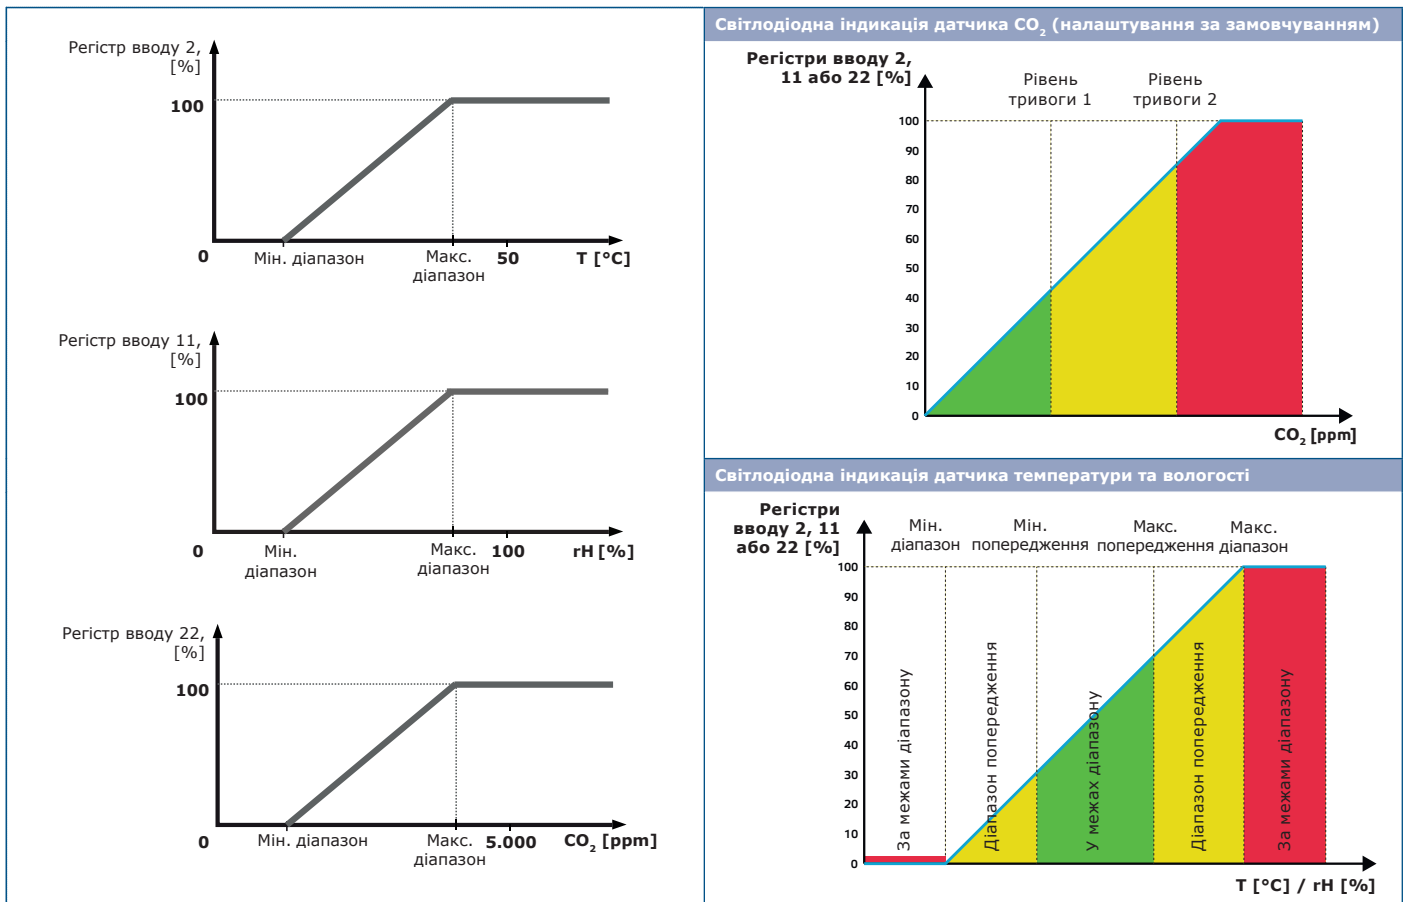 Регістр вводу 2,
[%]
100
0
Мін. діапазон
Макс.
діапазон
50
T [°C]
Регістр вводу 11,
[%]
100
0
Мін.
діапазон
Макс.
діапазон
100
rH [%]
Регістр вводу 22,
[%]
100
0
Мін. діапазон
Макс.
діапазон
5.000
CO₂ [ppm]
Світлодіодна індикація датчика CO₂ (налаштування за замовчуванням)
Регістри вводу 2,
11 або 22 [%]
Рівень
тривоги 1
Рівень
тривоги 2
100
90
80
70
60
50
40
30
20
10
0
CO₂ [ppm]
Світлодіодна індикація датчика температури та вологості
Регістри
вводу 2, 11
або 22 [%]
Мін.
діапазон
Мін.
попередження
Макс.
попередження
Макс.
діапазон
100
90
80
70
60
50
40
30
20
10
0
За межами діапазону
Діапазон попередження
У межах діапазону
Діапазон попередження
За межами діапазону
T [°C] / rH [%]